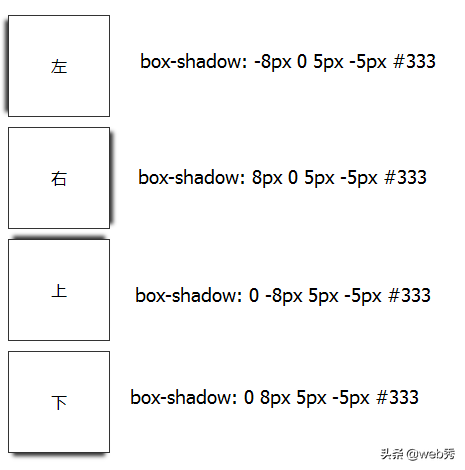 左
box-shadow: -8px 0 5px -5px #333
右
box-shadow: 8px 0 5px -5px #333
上
box-shadow: 0 -8px 5px -5px #333
下
box-shadow: 0 8px 5px -5px #333
头条 @web秀